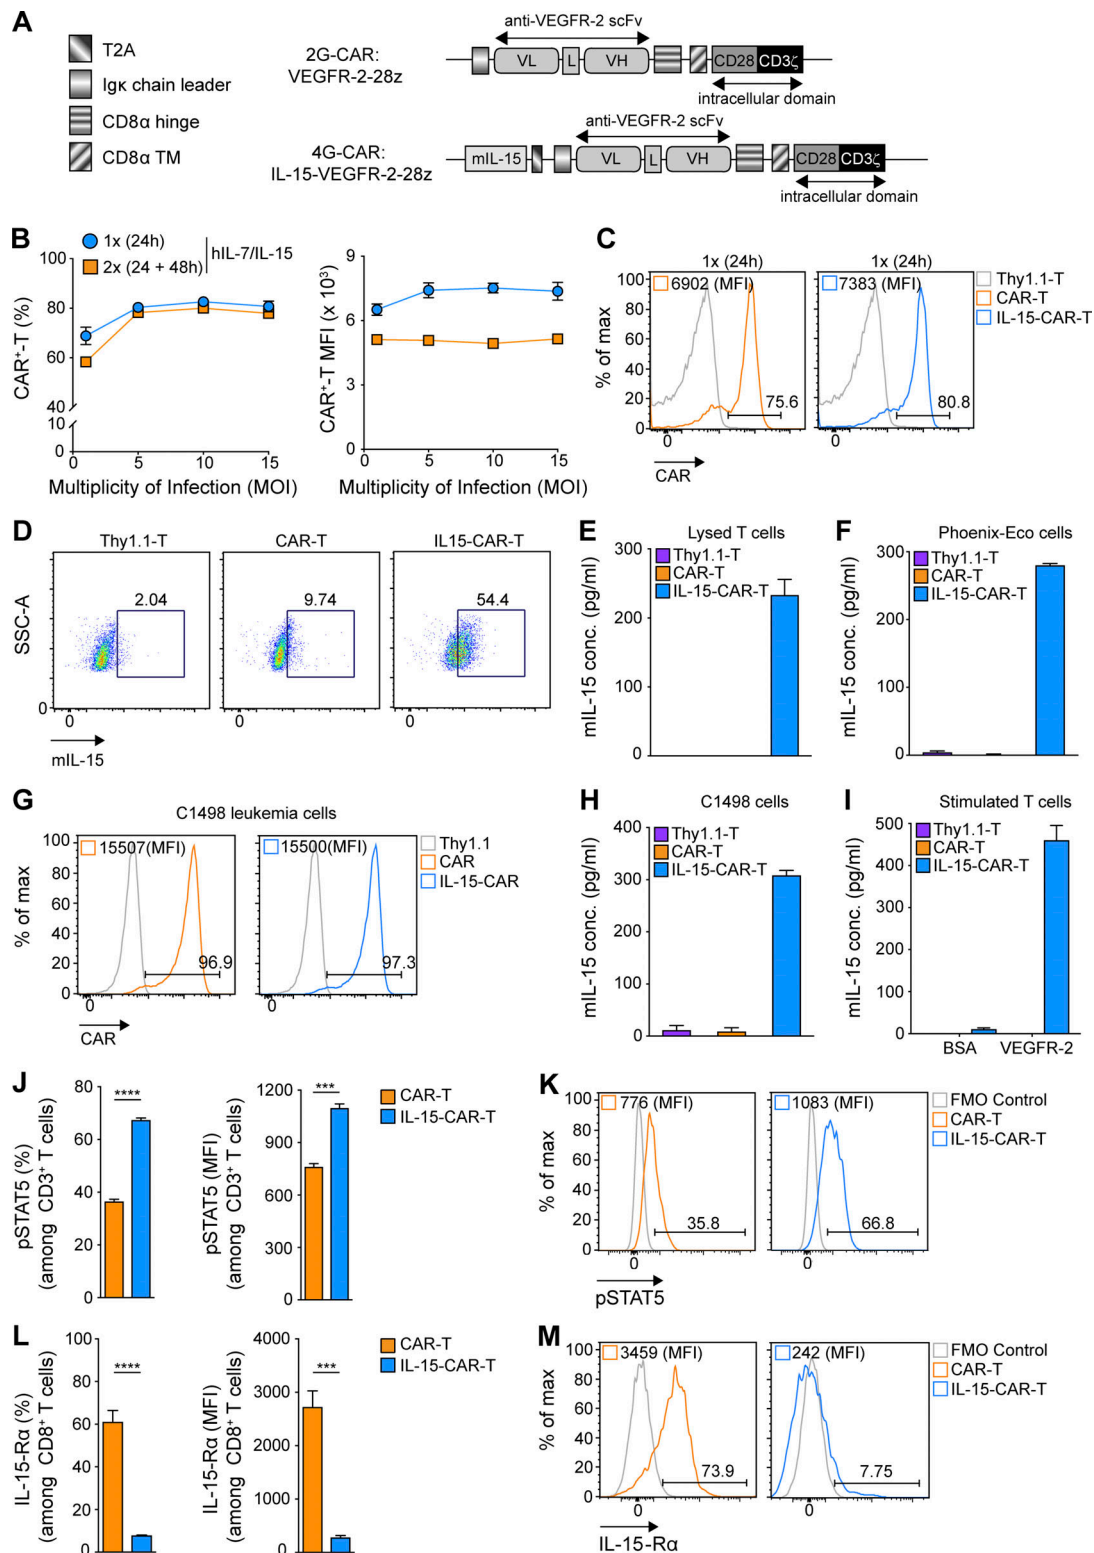 A
T2A
Igκ chain leader
CD8α hinge
CD8α TM
2G-CAR:
VEGFR-2-28z
anti-VEGFR-2 scFv
VL L VH CD28 CD3ζ
intracellular domain
4G-CAR:
IL-15-VEGFR-2-28z
anti-VEGFR-2 scFv
mIL-15 VL L VH CD28 CD3ζ
intracellular domain
B
1x (24h)
2x (24 + 48h)
hIL-7/IL-15
CAR⁺-T (%)
100
80
60
40
10
0
0 5 10 15
Multiplicity of Infection (MOI)
CAR⁺-T MFI (x 10³)
9
6
3
0
0 5 10 15
Multiplicity of Infection (MOI)
C
1x (24h)
1x (24h)
% of max
100
80
60
40
20
0
6902 (MFI)
75.6
0
CAR
7383 (MFI)
80.8
0
Thy1.1-T
CAR-T
IL-15-CAR-T
D
Thy1.1-T
CAR-T
IL15-CAR-T
SSC-A
0
2.04
9.74
54.4
0
0
0
mIL-15
E
Lysed T cells
mIL-15 conc. (pg/ml)
300
200
100
0
Thy1.1-T
CAR-T
IL-15-CAR-T
F
Phoenix-Eco cells
mIL-15 conc. (pg/ml)
300
200
100
0
Thy1.1-T
CAR-T
IL-15-CAR-T
G
C1498 leukemia cells
% of max
100
80
60
40
20
0
15507(MFI)
96.9
0
CAR
15500(MFI)
97.3
0
Thy1.1
CAR
IL-15-CAR
H
C1498 cells
mIL-15 conc. (pg/ml)
400
300
200
100
0
Thy1.1-T
CAR-T
IL-15-CAR-T
I
Stimulated T cells
mIL-15 conc. (pg/ml)
500
400
300
200
100
0
Thy1.1-T
CAR-T
IL-15-CAR-T
BSA VEGFR-2
J
pSTAT5 (%)
(among CD3⁺ T cells)
80
60
40
20
0
****
pSTAT5 (MFI)
(among CD3⁺ T cells)
1200
900
600
300
0
***
CAR-T
IL-15-CAR-T
K
% of max
100
80
60
40
20
0
776 (MFI)
35.8
0
pSTAT5
1083 (MFI)
66.8
0
FMO Control
CAR-T
IL-15-CAR-T
L
IL-15-Rα (%)
(among CD8⁺ T cells)
100
80
60
40
20
0
****
IL-15-Rα (MFI)
(among CD8⁺ T cells)
4000
3000
2000
1000
0
***
CAR-T
IL-15-CAR-T
M
% of max
100
80
60
40
20
0
3459 (MFI)
73.9
0
IL-15-Rα
242 (MFI)
7.75
0
FMO Control
CAR-T
IL-15-CAR-T